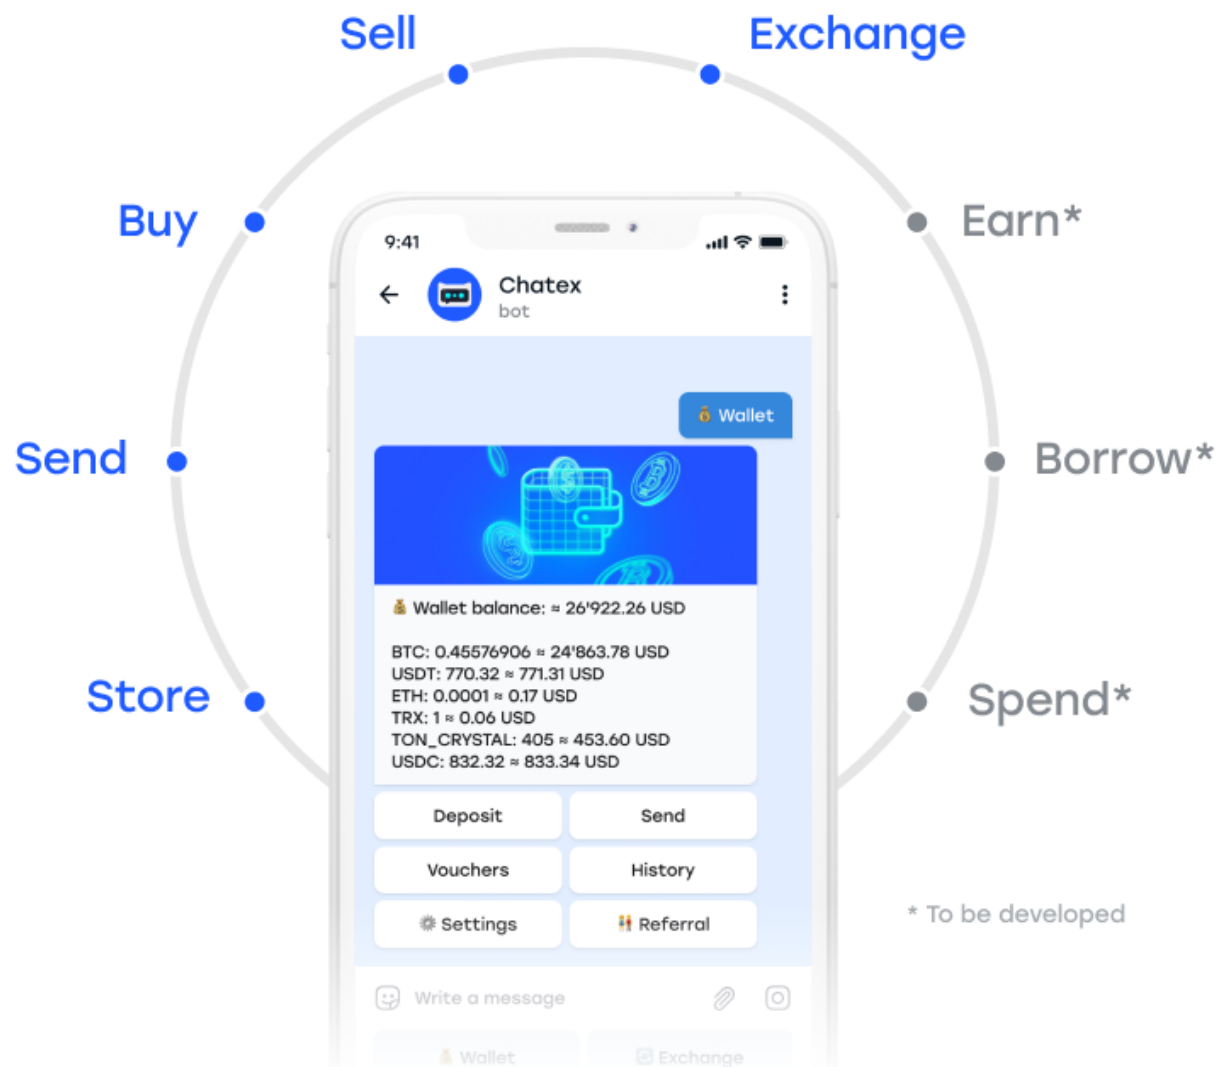 Sell
Exchange
Buy
Earn*
Send
Borrow*
Store
Spend*
9:41
Chatex
bot
💰 Wallet
💰 Wallet balance: ≈ 26'922.26 USD
BTC: 0.45576906 ≈ 24'863.78 USD
USDT: 770.32 ≈ 771.31 USD
ETH: 0.0001 ≈ 0.17 USD
TRX: 1 ≈ 0.06 USD
TON_CRYSTAL: 405 ≈ 453.60 USD
USDC: 832.32 ≈ 833.34 USD
Deposit
Send
Vouchers
History
⚙️ Settings
👬 Referral
* To be developed
Write a message
💰 Wallet
Exchange